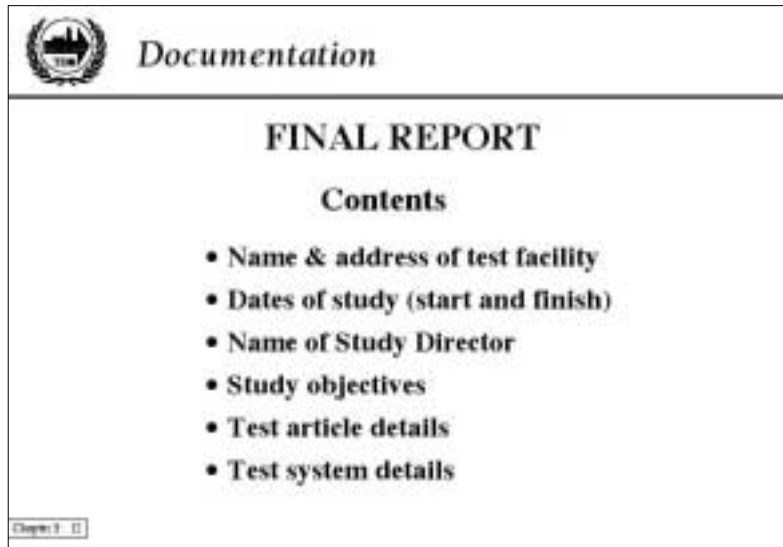 Documentation
FINAL REPORT
Contents
• Name & address of test facility
• Dates of study (start and finish)
• Name of Study Director
• Study objectives
• Test article details
• Test system details